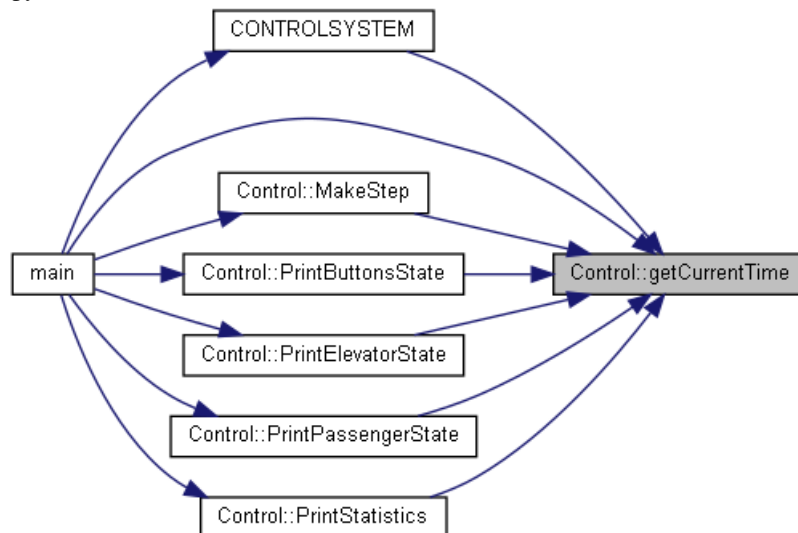 CONTROLSYSTEM
Control::MakeStep
main
Control::PrintButtonsState
Control::getCurrentTime
Control::PrintElevatorState
Control::PrintPassengerState
Control::PrintStatistics